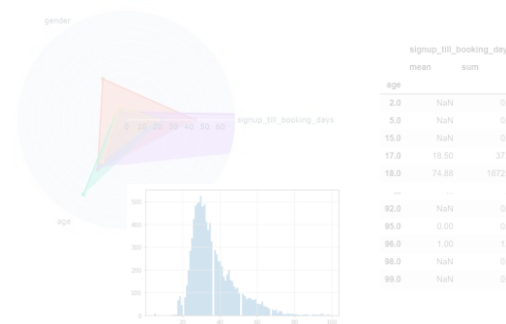 gender
signup_till_booking_days
0 10 20 30 40 50 60
age
500
400
300
200
100
0
20 40 60 80 100
signup_till_booking_day
mean sum
age
2.0 NaN 0.
5.0 NaN 0.
15.0 NaN 0.
17.0 18.50 37.
18.0 74.88 1872.
...
92.0 NaN 0.
95.0 0.00 0.
96.0 1.00 1.
98.0 NaN 0.
99.0 NaN 0.